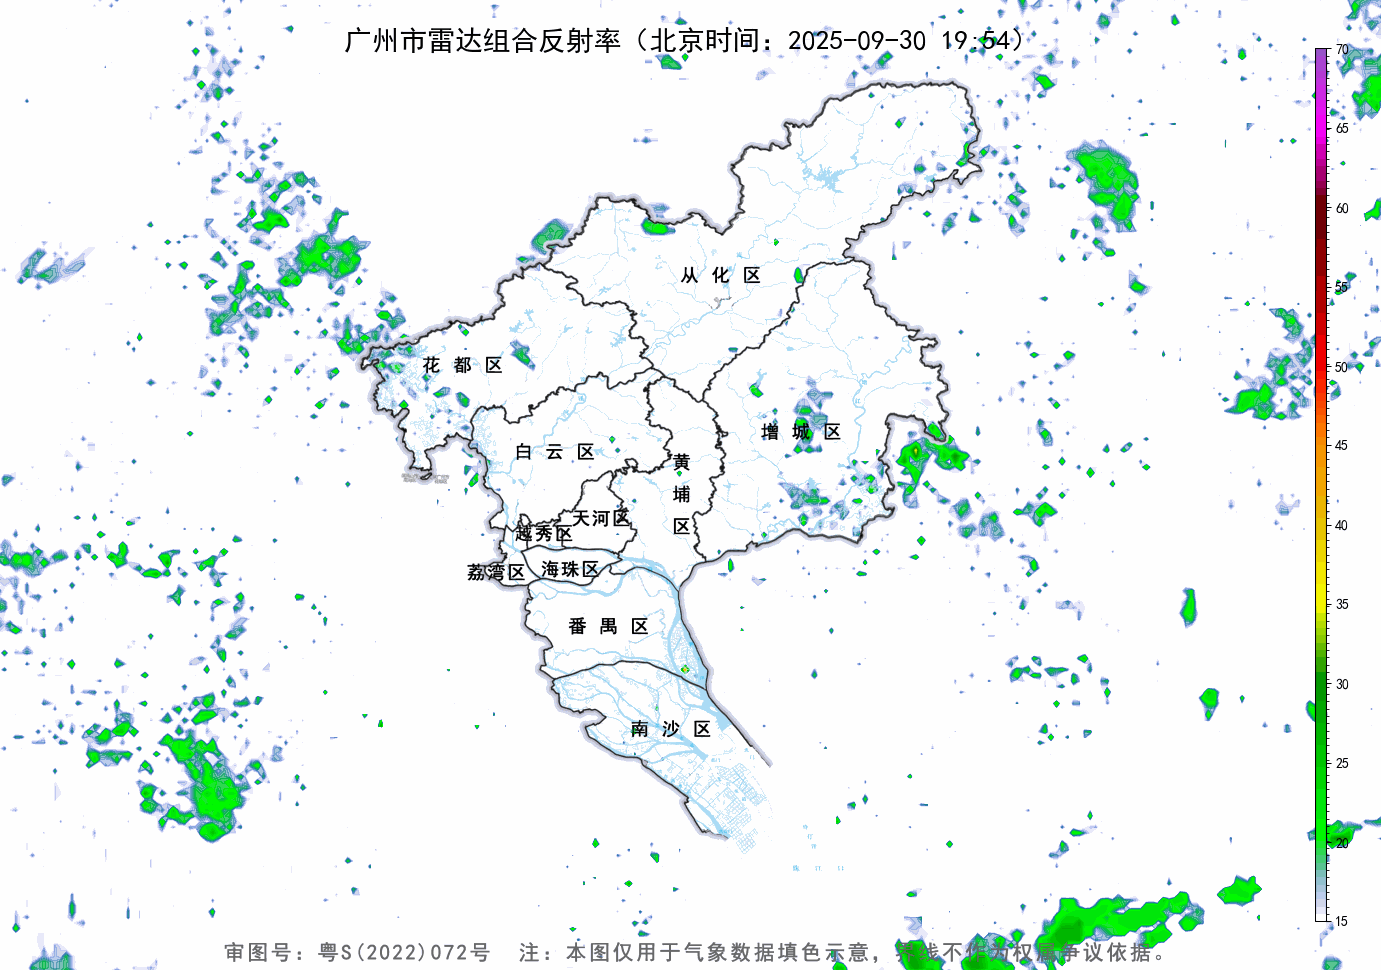 广州市雷达组合反射率（北京时间：2025-09-30 19:54）
70
65
60
55
50
45
40
35
30
25
20
15
从化区
花都区
增城区
白云区
黄埔区
天河区
越秀区
荔湾区
海珠区
番禺区
南沙区
审图号：粤S(2022)072号　注：本图仅用于气象数据填色示意，界线不作为权属争议依据。